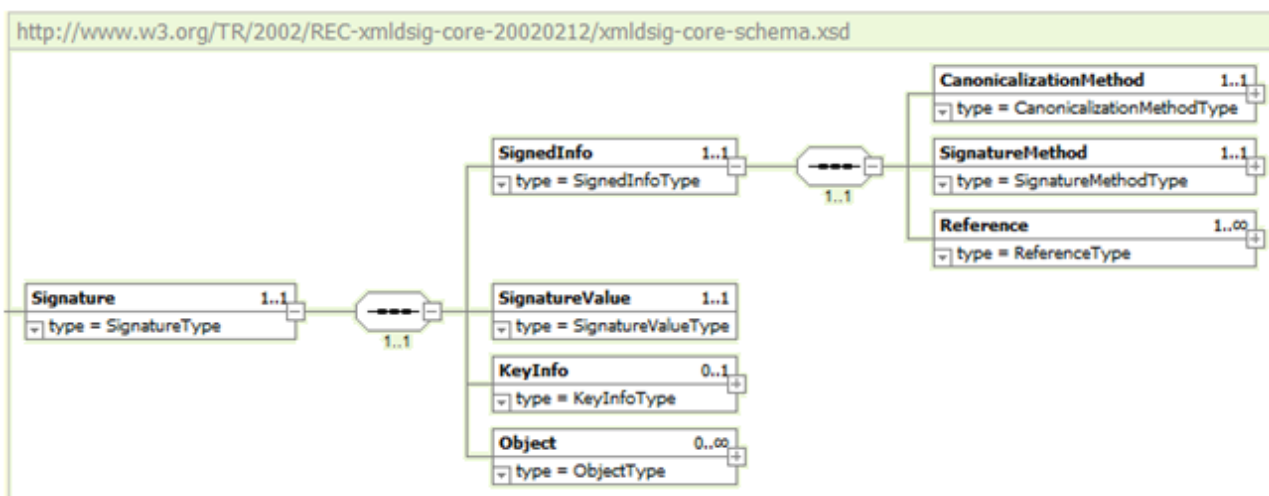 http://www.w3.org/TR/2002/REC-xmldsig-core-20020212/xmldsig-core-schema.xsd
CanonicalizationMethod 1..1
type = CanonicalizationMethodType
SignedInfo 1..1
type = SignedInfoType
1..1
SignatureMethod 1..1
type = SignatureMethodType
Reference 1..∞
type = ReferenceType
Signature 1..1
type = SignatureType
1..1
SignatureValue 1..1
type = SignatureValueType
KeyInfo 0..1
type = KeyInfoType
Object 0..∞
type = ObjectType